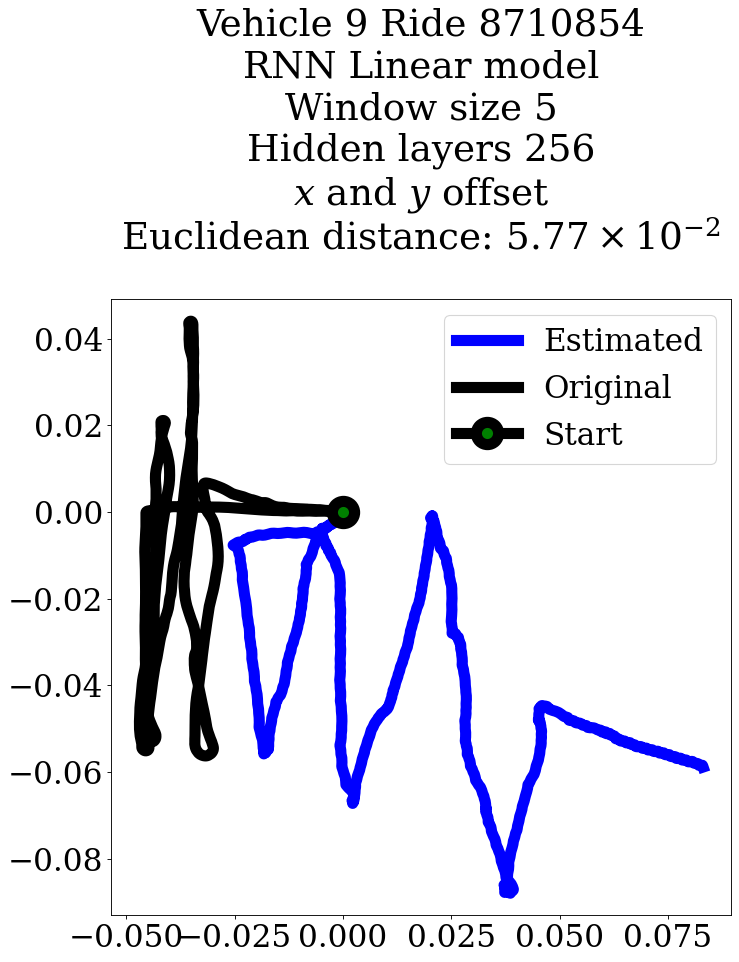 Vehicle 9 Ride 8710854
RNN Linear model
Window size 5
Hidden layers 256
x and y offset
Euclidean distance: 5.77 × 10⁻²
Estimated
Original
Start
0.04
0.02
0.00
−0.02
−0.04
−0.06
−0.08
−0.050 −0.025 0.000 0.025 0.050 0.075